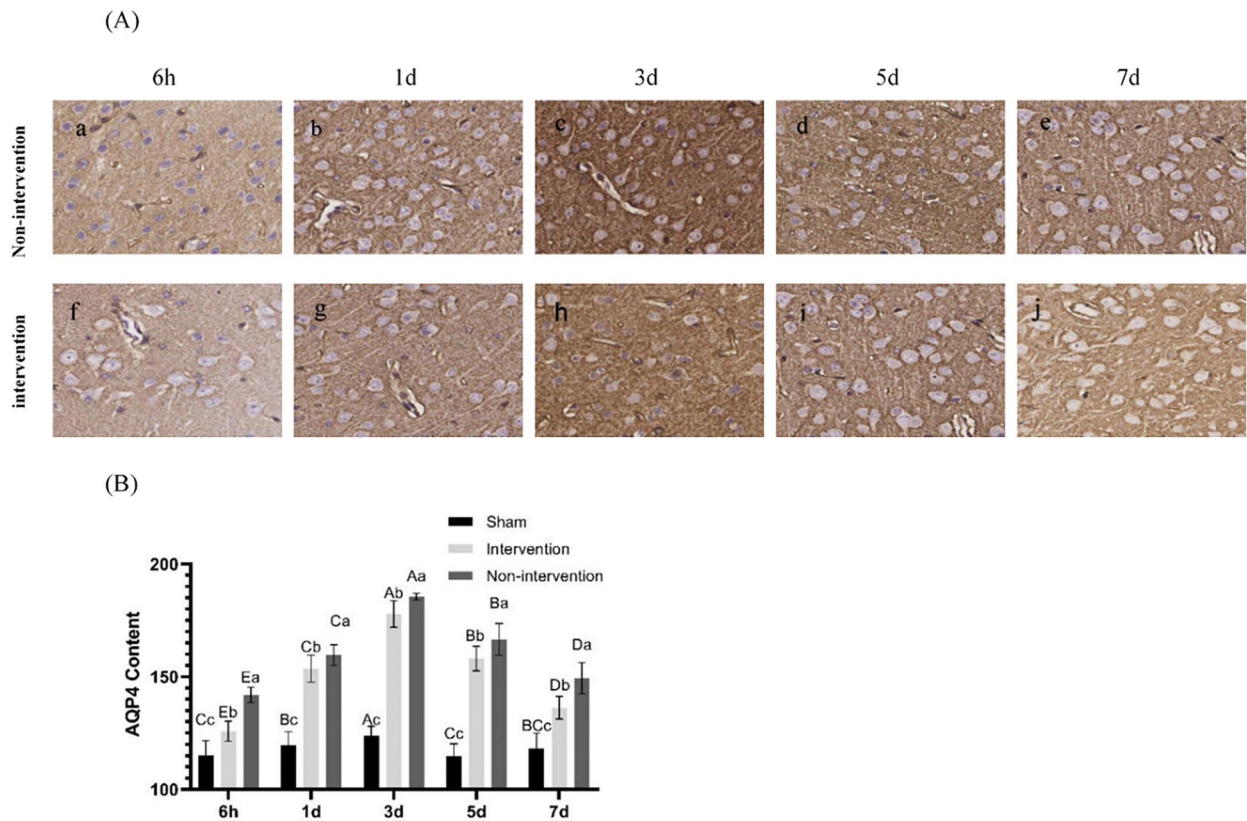 (A)
6h 1d 3d 5d 7d
Non-intervention
a b c d e
intervention
f g h i j
(B)
Sham
Intervention
Non-intervention
AQP4 Content
200
150
100
Cc Eb Ea
Bc Cb Ca
Ac Ab Aa
Cc Bb Ba
BCc Db Da
6h 1d 3d 5d 7d